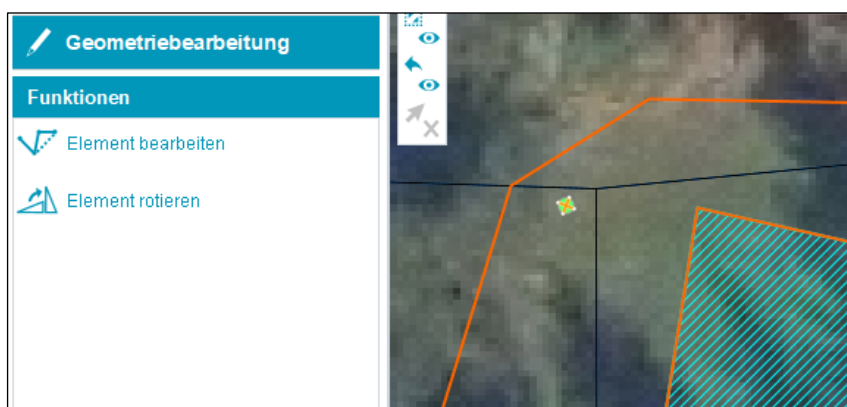 Geometriebearbeitung
Funktionen
Element bearbeiten
Element rotieren